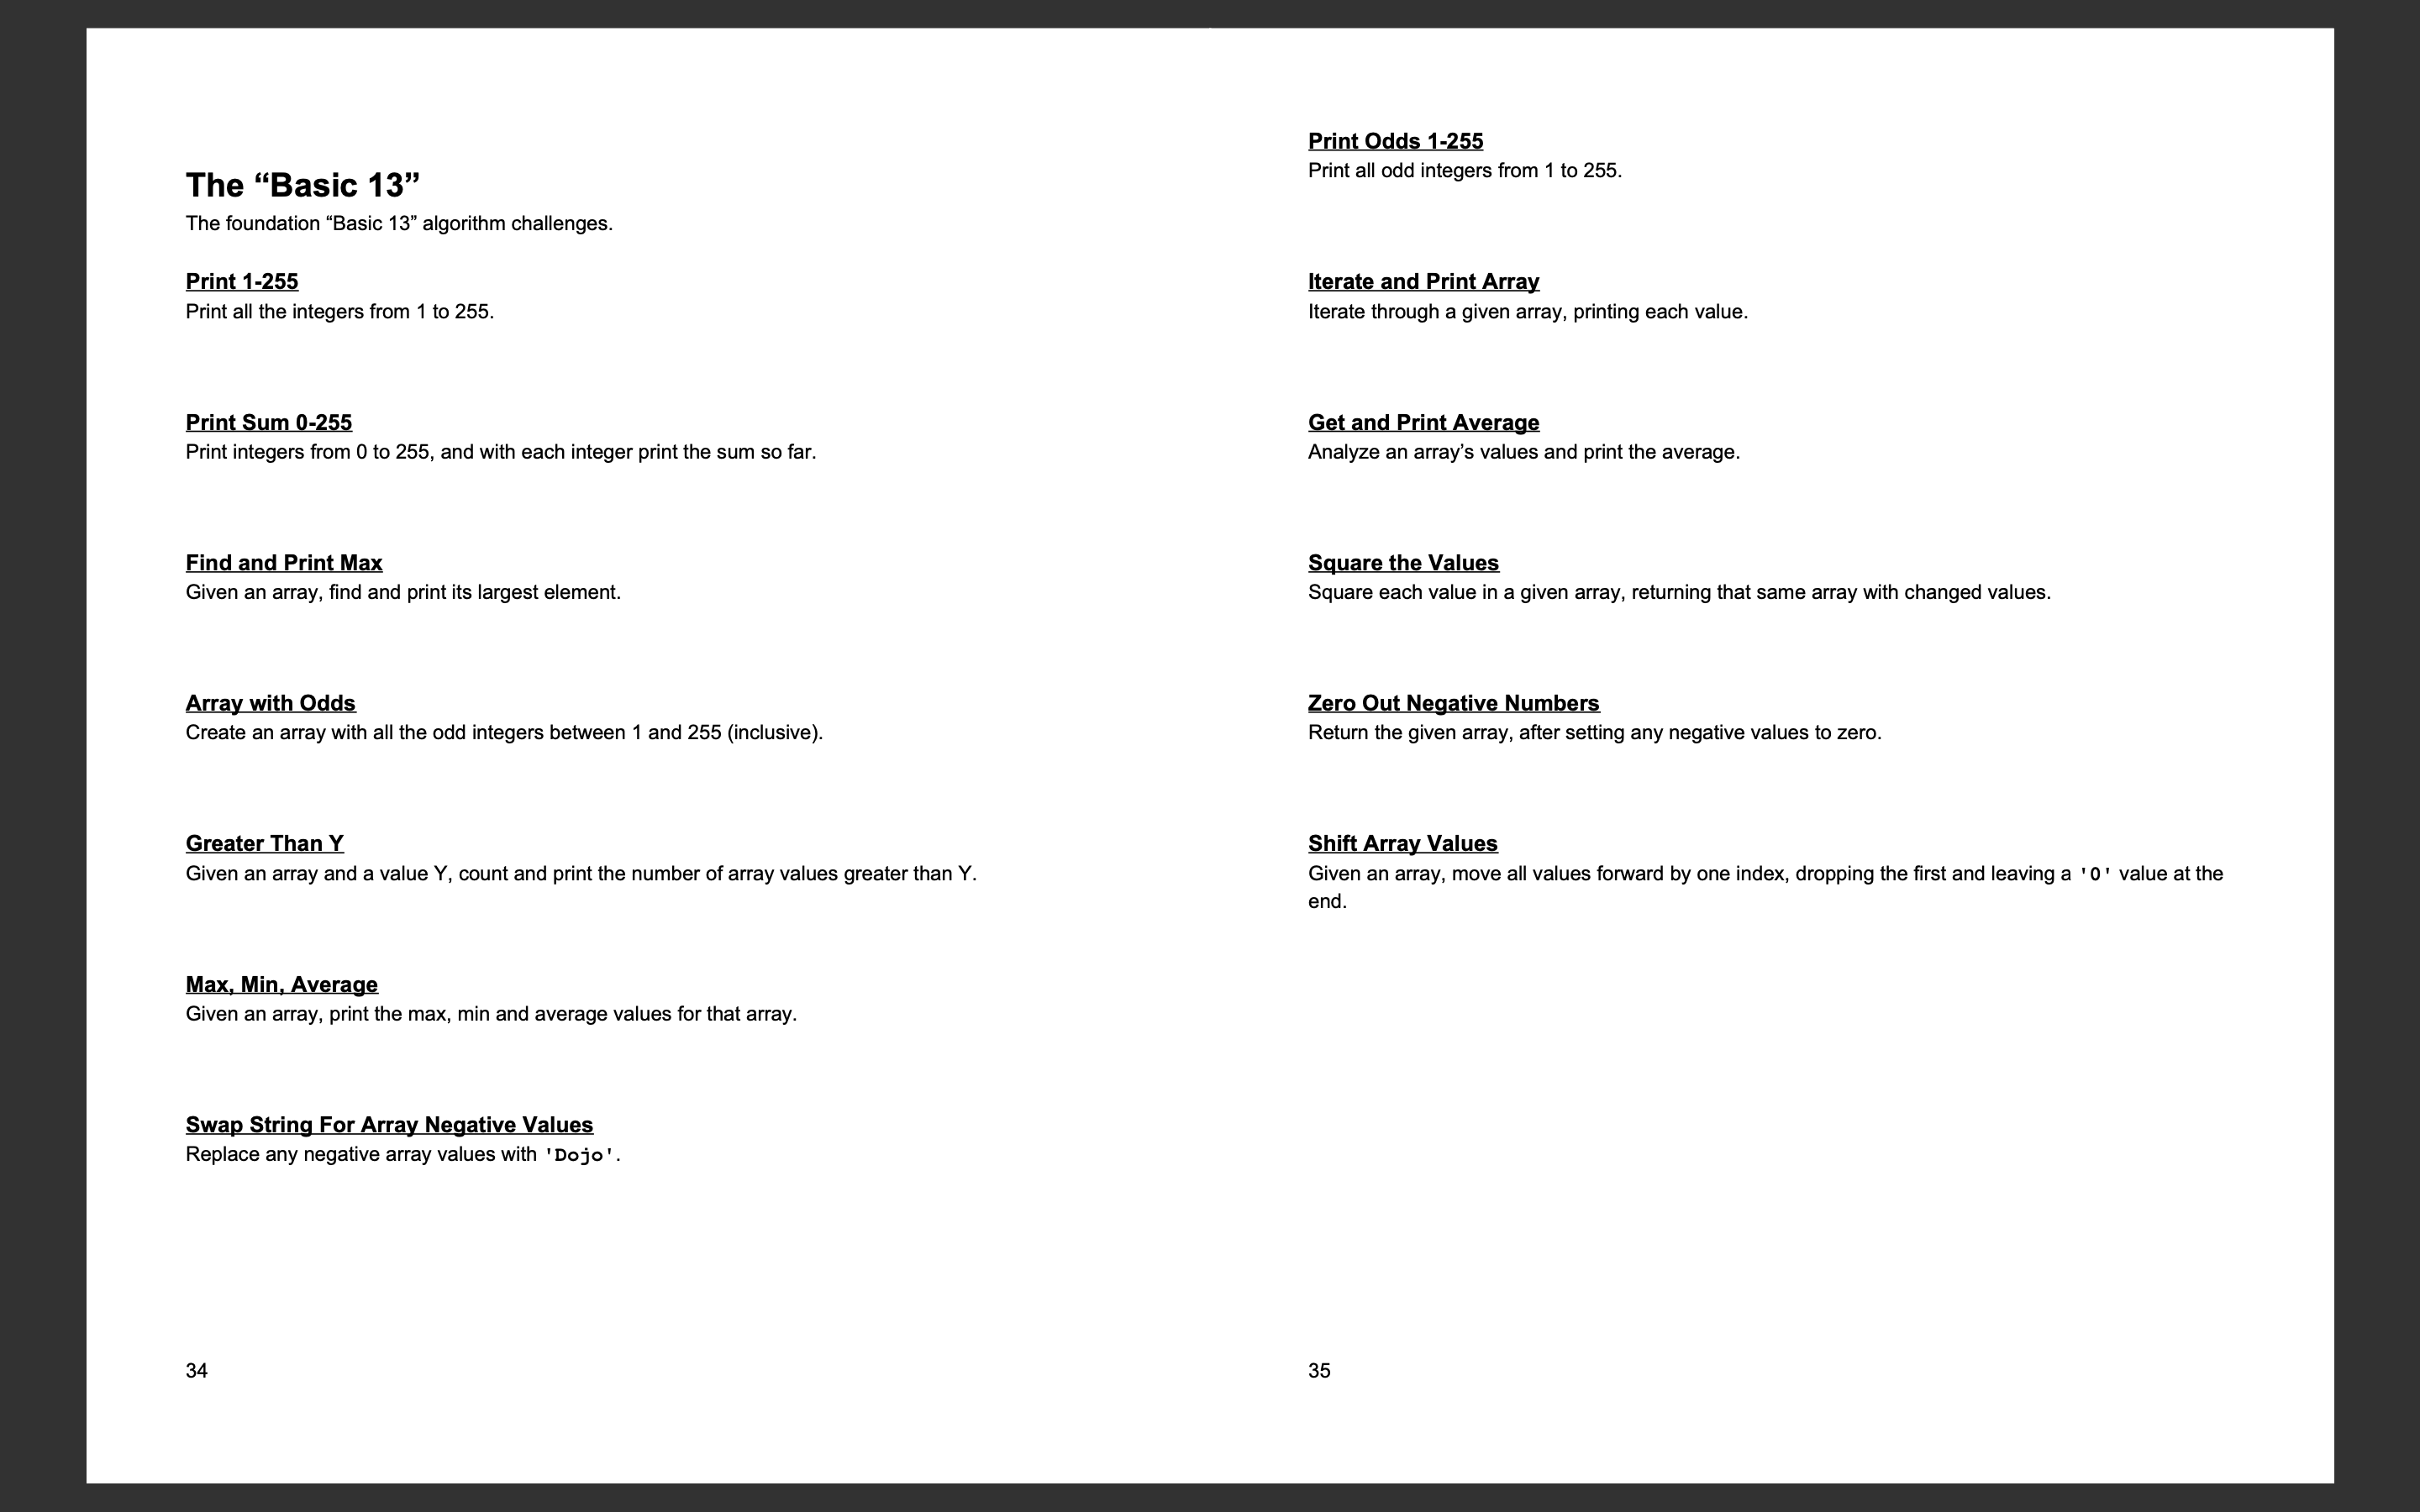 The “Basic 13”
The foundation “Basic 13” algorithm challenges.
Print 1-255
Print all the integers from 1 to 255.
Print Sum 0-255
Print integers from 0 to 255, and with each integer print the sum so far.
Find and Print Max
Given an array, find and print its largest element.
Array with Odds
Create an array with all the odd integers between 1 and 255 (inclusive).
Greater Than Y
Given an array and a value Y, count and print the number of array values greater than Y.
Max, Min, Average
Given an array, print the max, min and average values for that array.
Swap String For Array Negative Values
Replace any negative array values with 'Dojo'.
34
Print Odds 1-255
Print all odd integers from 1 to 255.
Iterate and Print Array
Iterate through a given array, printing each value.
Get and Print Average
Analyze an array’s values and print the average.
Square the Values
Square each value in a given array, returning that same array with changed values.
Zero Out Negative Numbers
Return the given array, after setting any negative values to zero.
Shift Array Values
Given an array, move all values forward by one index, dropping the first and leaving a '0' value at the
end.
35